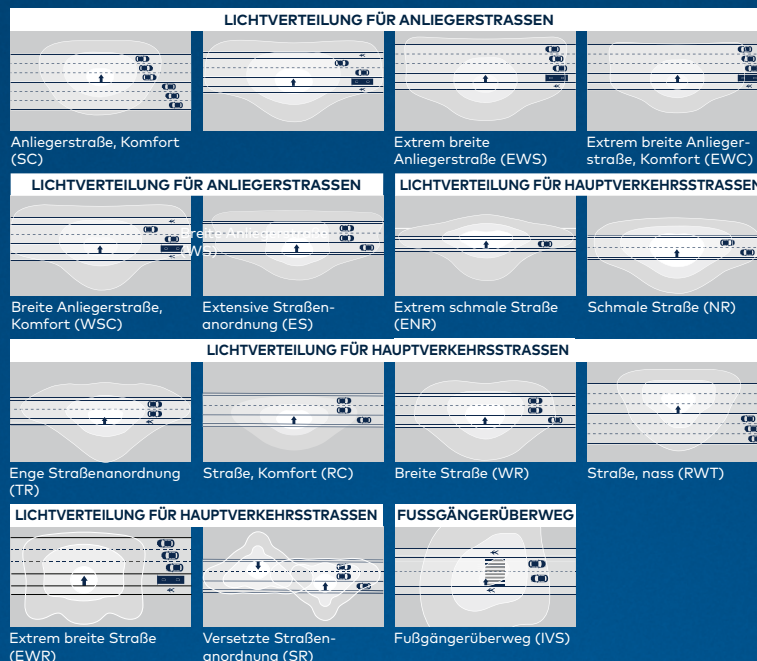 LICHTVERTEILUNG FÜR ANLIEGERSTRASSEN
Anliegerstraße, Komfort
(SC)
Extrem breite
Anliegerstraße (EWS)
Extrem breite Anlieger-
straße, Komfort (EWC)
LICHTVERTEILUNG FÜR ANLIEGERSTRASSEN
LICHTVERTEILUNG FÜR HAUPTVERKEHRSSTRASSEN
Breite Anliegerstraße,
Komfort (WSC)
Extensive Straßen-
anordnung (ES)
Extrem schmale Straße
(ENR)
Schmale Straße (NR)
LICHTVERTEILUNG FÜR HAUPTVERKEHRSSTRASSEN
Enge Straßenanordnung
(TR)
Straße, Komfort (RC)
Breite Straße (WR)
Straße, nass (RWT)
LICHTVERTEILUNG FÜR HAUPTVERKEHRSSTRASSEN
FUSSGÄNGERÜBERWEG
Extrem breite Straße
(EWR)
Versetzte Straßen-
anordnung (SR)
Fußgängerüberweg (IVS)